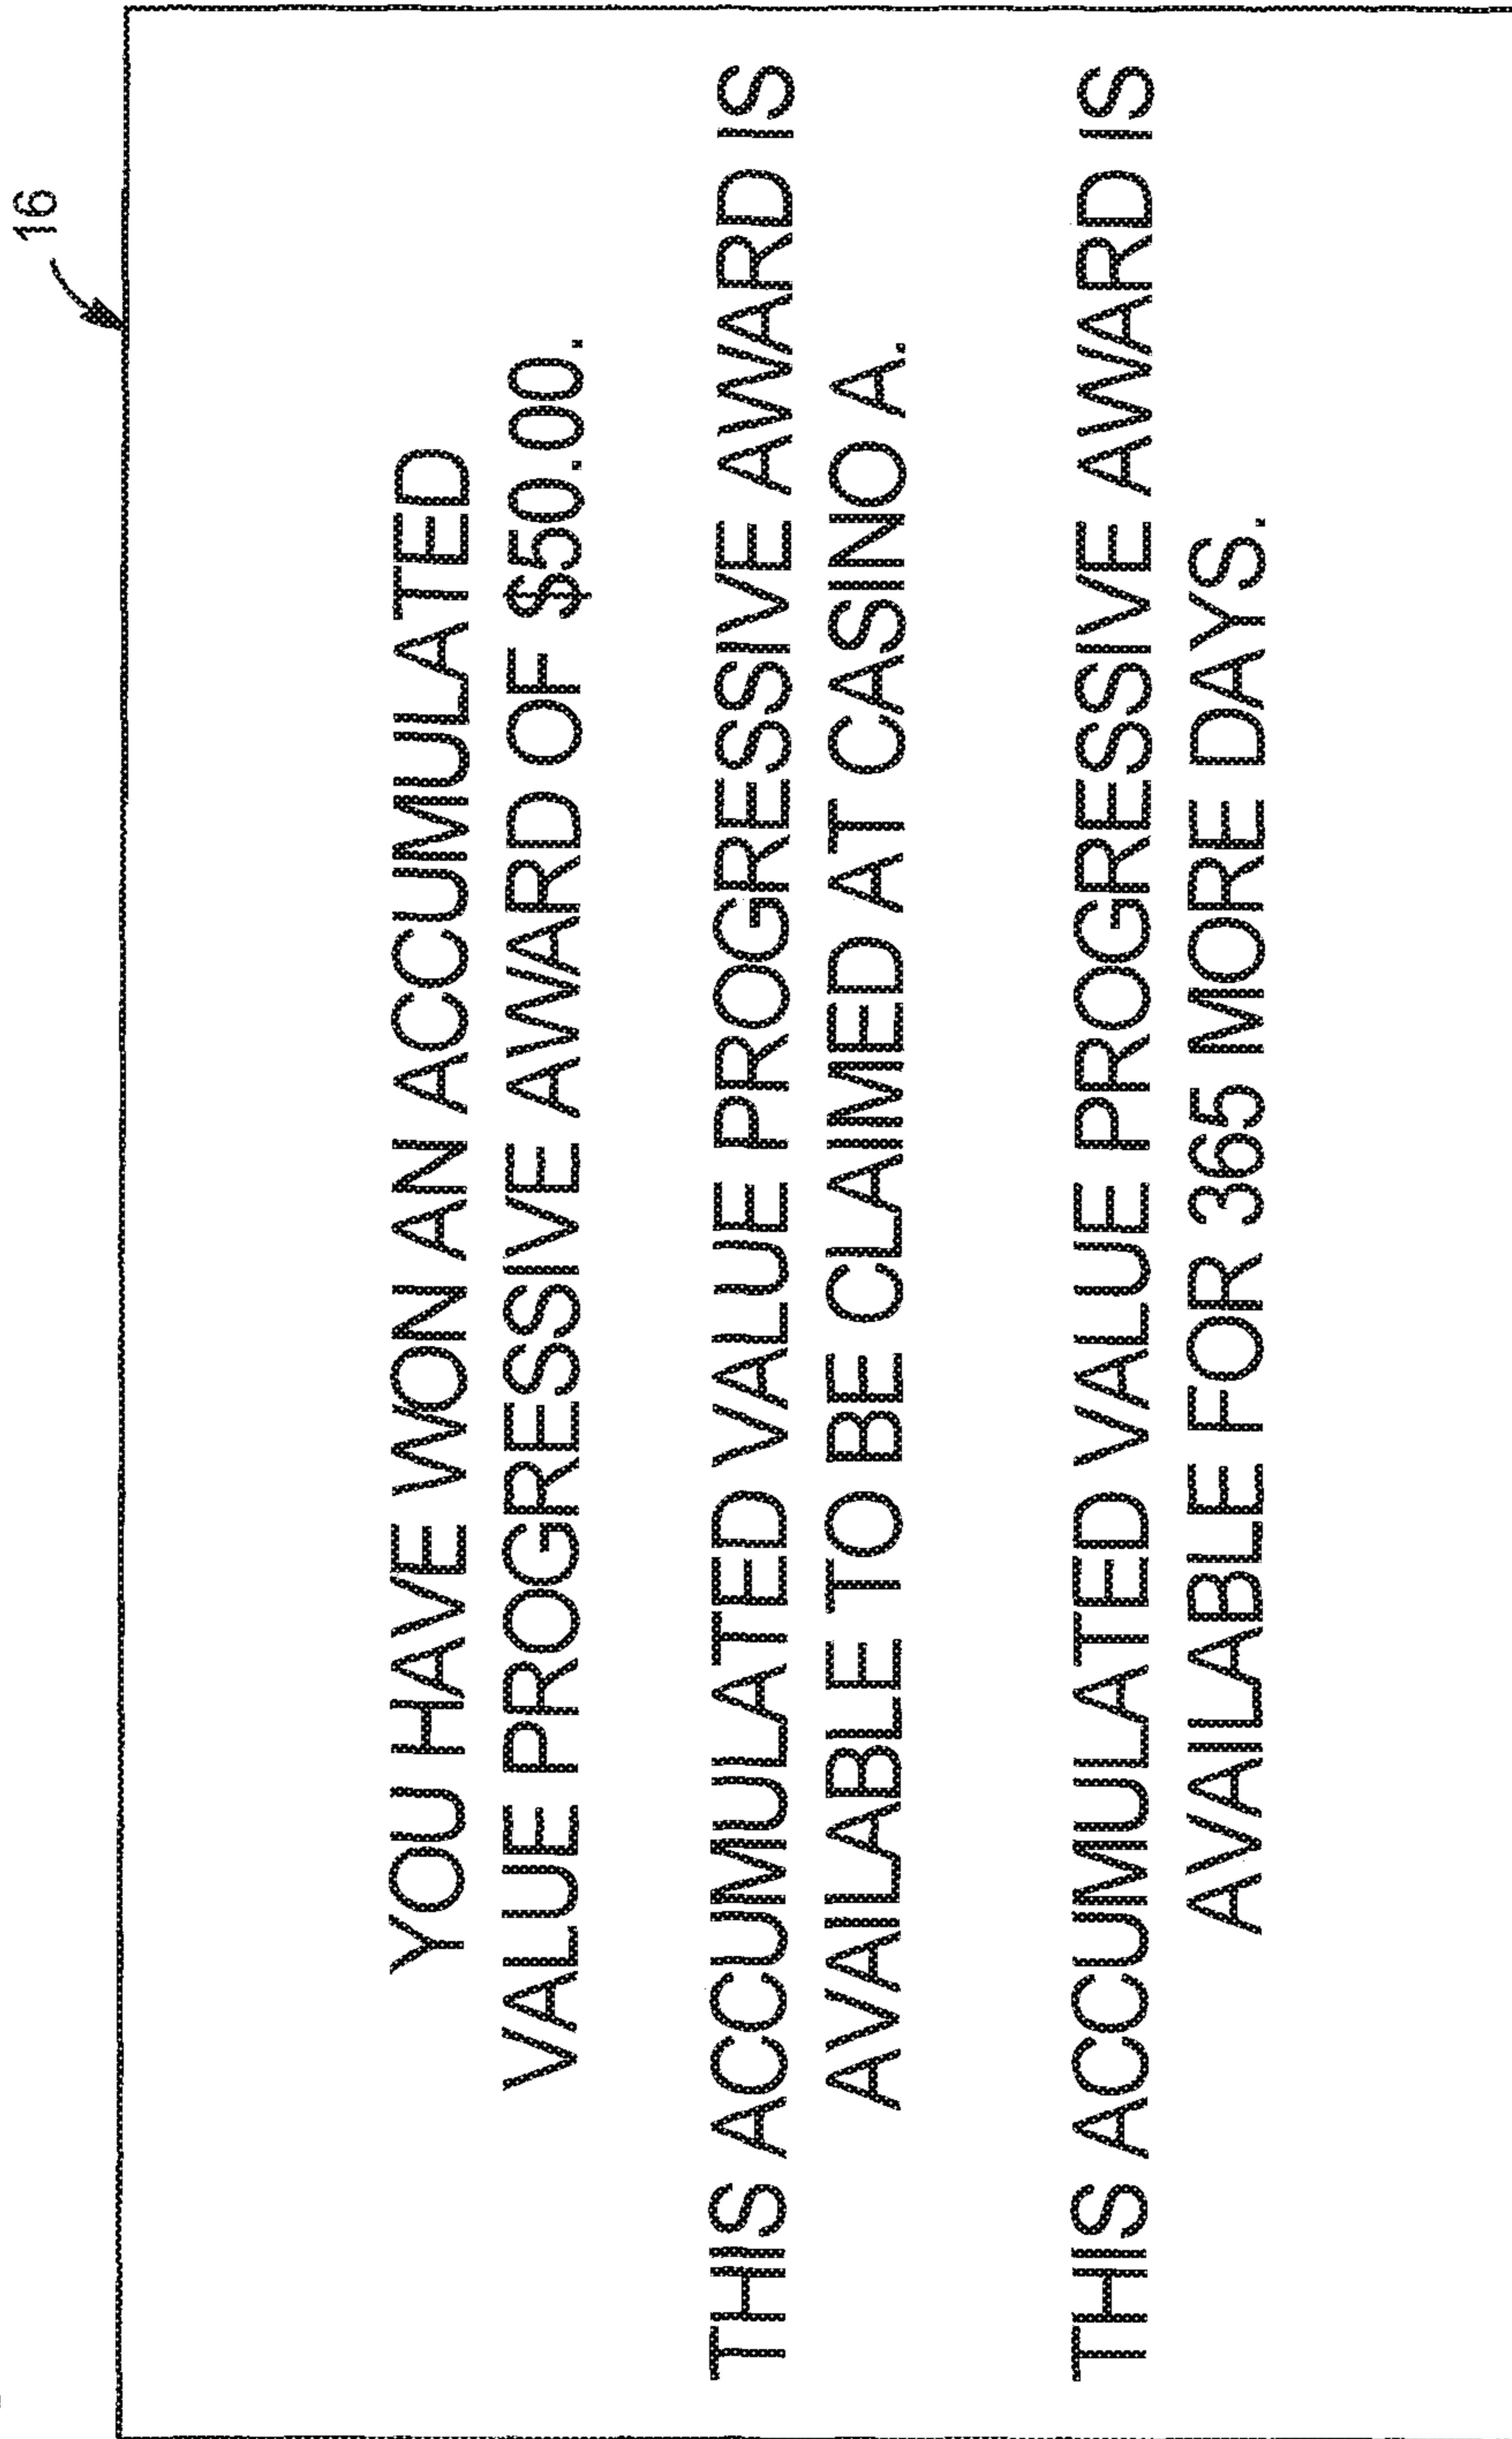 16
YOU HAVE WON AN ACCUMULATED
VALUE PROGRESSIVE AWARD OF $50.00.
THIS ACCUMULATED VALUE PROGRESSIVE AWARD IS
AVAILABLE TO BE CLAIMED AT CASINO A.
THIS ACCUMULATED VALUE PROGRESSIVE AWARD IS
AVAILABLE FOR 365 MORE DAYS.